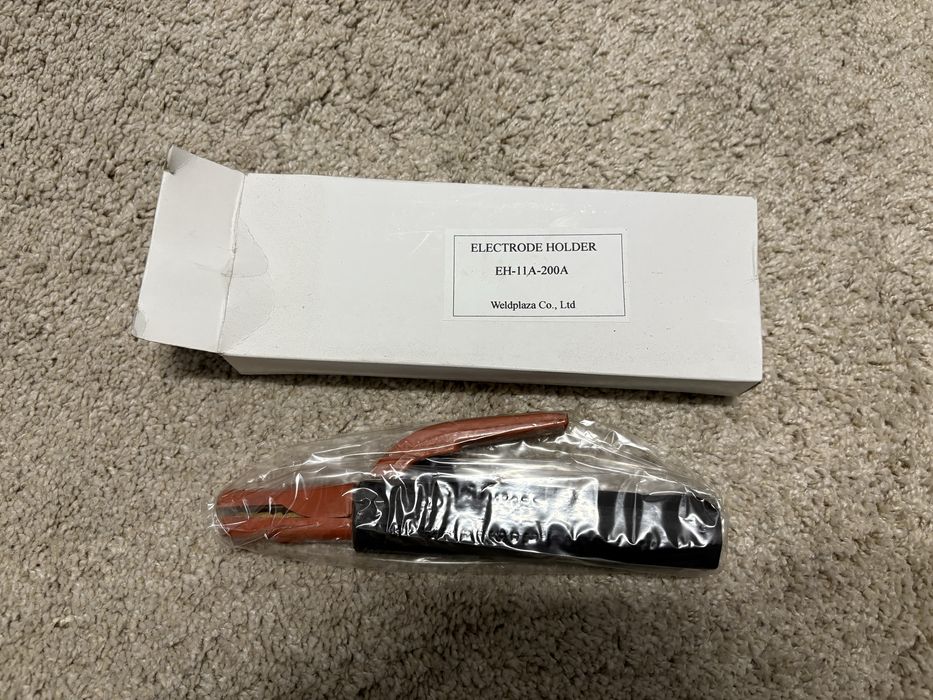 ELECTRODE HOLDER
EH-11A-200A
Weldplaza Co., Ltd